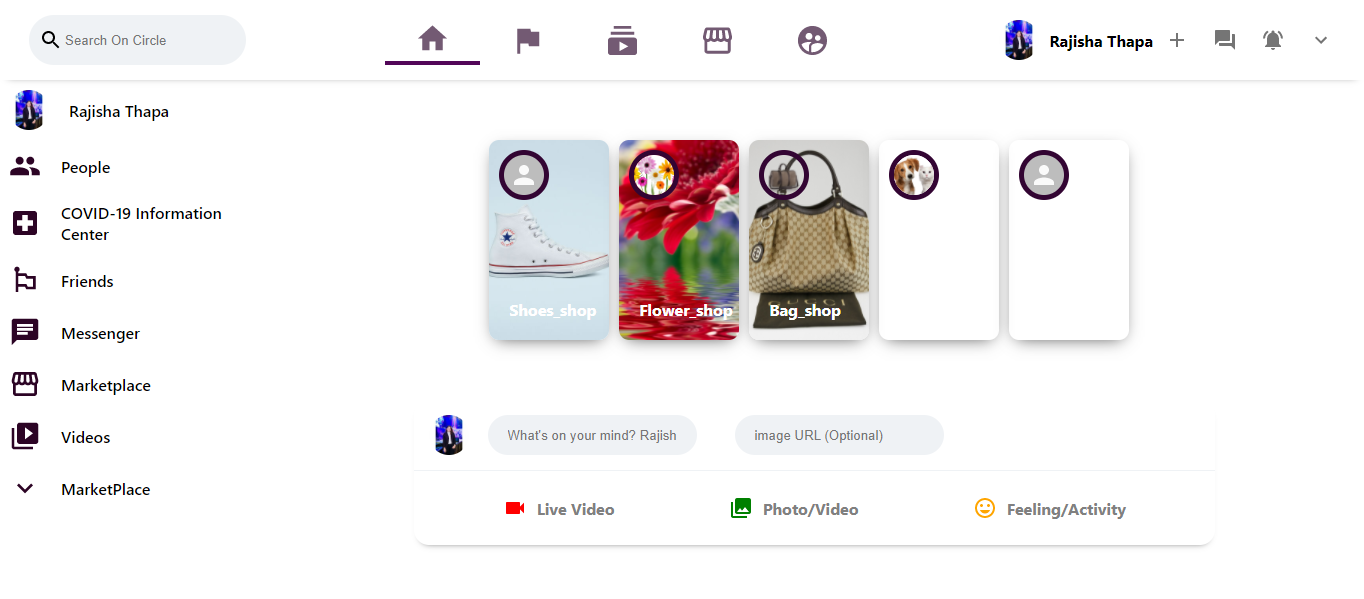 Search On Circle
Rajisha Thapa
Rajisha Thapa
People
COVID-19 Information
Center
Friends
Messenger
Marketplace
Videos
MarketPlace
Shoes_shop
Flower_shop
GUCCI
Bag_shop
What's on your mind? Rajish
image URL (Optional)
Live Video
Photo/Video
Feeling/Activity